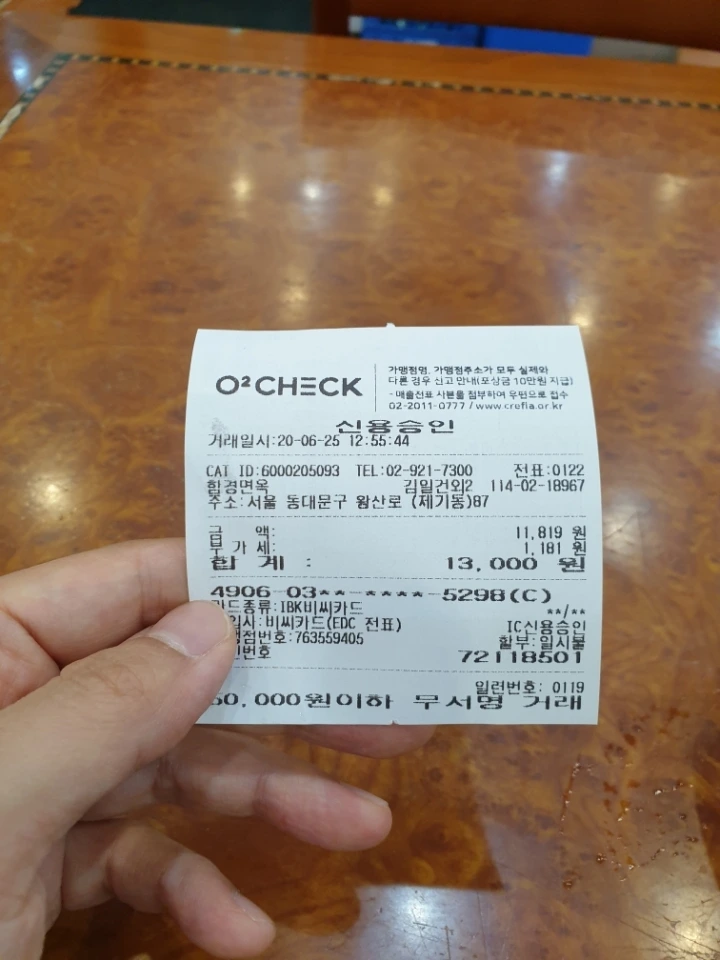 O²CHECK
가맹점명, 가맹점주소가 모두 실제와
다른 경우 신고 안내(포상금 10만원 지급)
- 매출전표 사본을 첨부하여 우편으로 접수
02-2011-0777 / www.crefia.or.kr
신용승인
거래일시:20-06-25 12:55:44
CAT ID:6000205093 TEL:02-921-7300 전표:0122
함경면옥 김일건외2 114-02-18967
주소:서울 동대문구 왕산로 (제기동)87
금 액: 11,819 원
부 가 세: 1,181 원
합 계 : 13,000 원
4906-03**-****-5298(C)
드종류:IBK비씨카드 **/**
입사:비씨카드(EDC 전표) IC신용승인
맹점번호:763559405 할부:일시불
인번호 72118501
일련번호: 0119
50,000원이하 무서명 거래